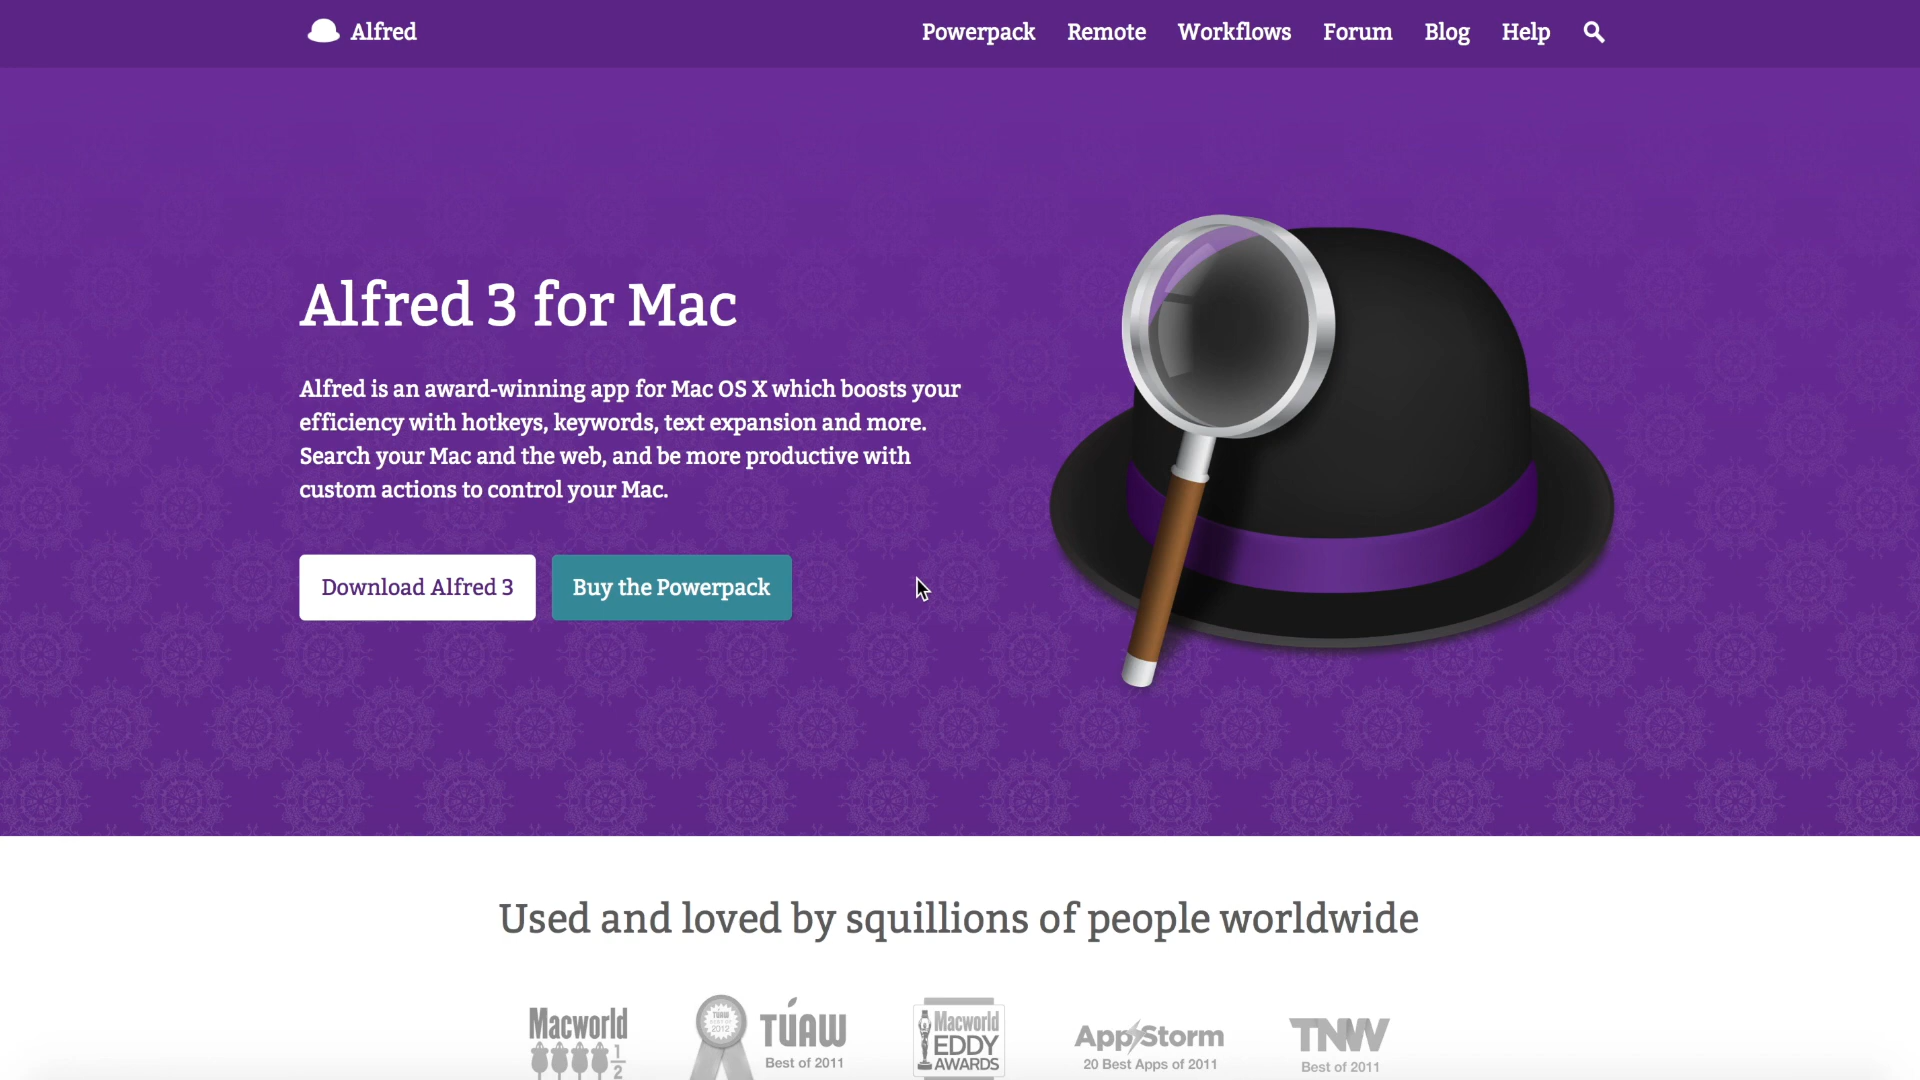 Alfred
Powerpack Remote Workflows Forum Blog Help
Alfred 3 for Mac
Alfred is an award-winning app for Mac OS X which boosts your
efficiency with hotkeys, keywords, text expansion and more.
Search your Mac and the web, and be more productive with
custom actions to control your Mac.
Download Alfred 3
Buy the Powerpack
Used and loved by squillions of people worldwide
Macworld
1
2
TUAW
2012
TUAW
Best of 2011
Macworld
EDDY
AWARDS
AppStorm
20 Best Apps of 2011
TNW
Best of 2011